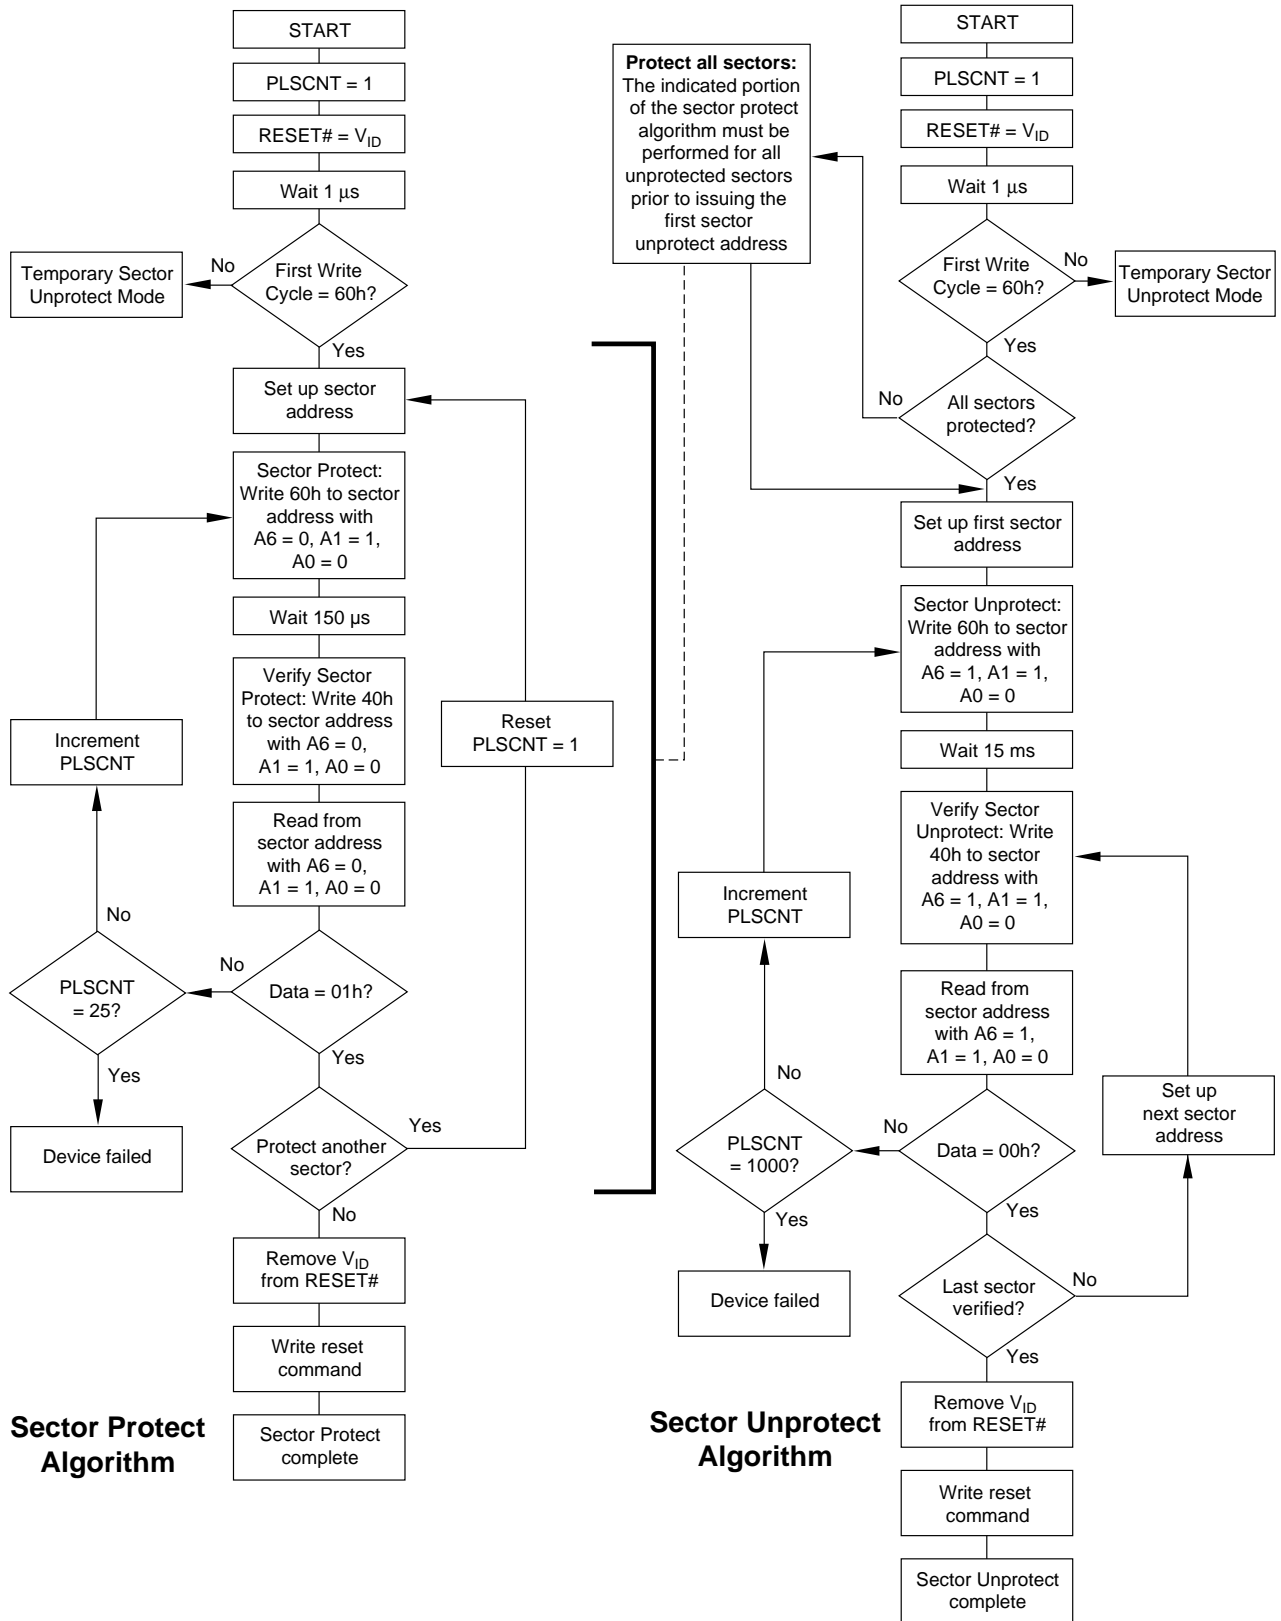 START
PLSCNT = 1
RESET# = VID
Wait 1 μs
First Write
Cycle = 60h?
No
Temporary Sector
Unprotect Mode
Yes
Set up sector
address
Sector Protect:
Write 60h to sector
address with
A6 = 0, A1 = 1,
A0 = 0
Wait 150 µs
Verify Sector
Protect: Write 40h
to sector address
with A6 = 0,
A1 = 1, A0 = 0
Increment
PLSCNT
Reset
PLSCNT = 1
Read from
sector address
with A6 = 0,
A1 = 1, A0 = 0
No
PLSCNT
= 25?
No
Data = 01h?
Yes
Yes
Device failed
Protect another
sector?
Yes
No
Remove VID
from RESET#
Write reset
command
Sector Protect
complete
Sector Protect
Algorithm
Protect all sectors:
The indicated portion
of the sector protect
algorithm must be
performed for all
unprotected sectors
prior to issuing the
first sector
unprotect address
START
PLSCNT = 1
RESET# = VID
Wait 1 μs
First Write
Cycle = 60h?
No
Temporary Sector
Unprotect Mode
Yes
No
All sectors
protected?
Yes
Set up first sector
address
Sector Unprotect:
Write 60h to sector
address with
A6 = 1, A1 = 1,
A0 = 0
Wait 15 ms
Verify Sector
Unprotect: Write
40h to sector
address with
A6 = 1, A1 = 1,
A0 = 0
Increment
PLSCNT
Read from
sector address
with A6 = 1,
A1 = 1, A0 = 0
No
Set up
next sector
address
PLSCNT
= 1000?
No
Data = 00h?
Yes
Yes
Device failed
Last sector
verified?
No
Yes
Remove VID
from RESET#
Write reset
command
Sector Unprotect
complete
Sector Unprotect
Algorithm